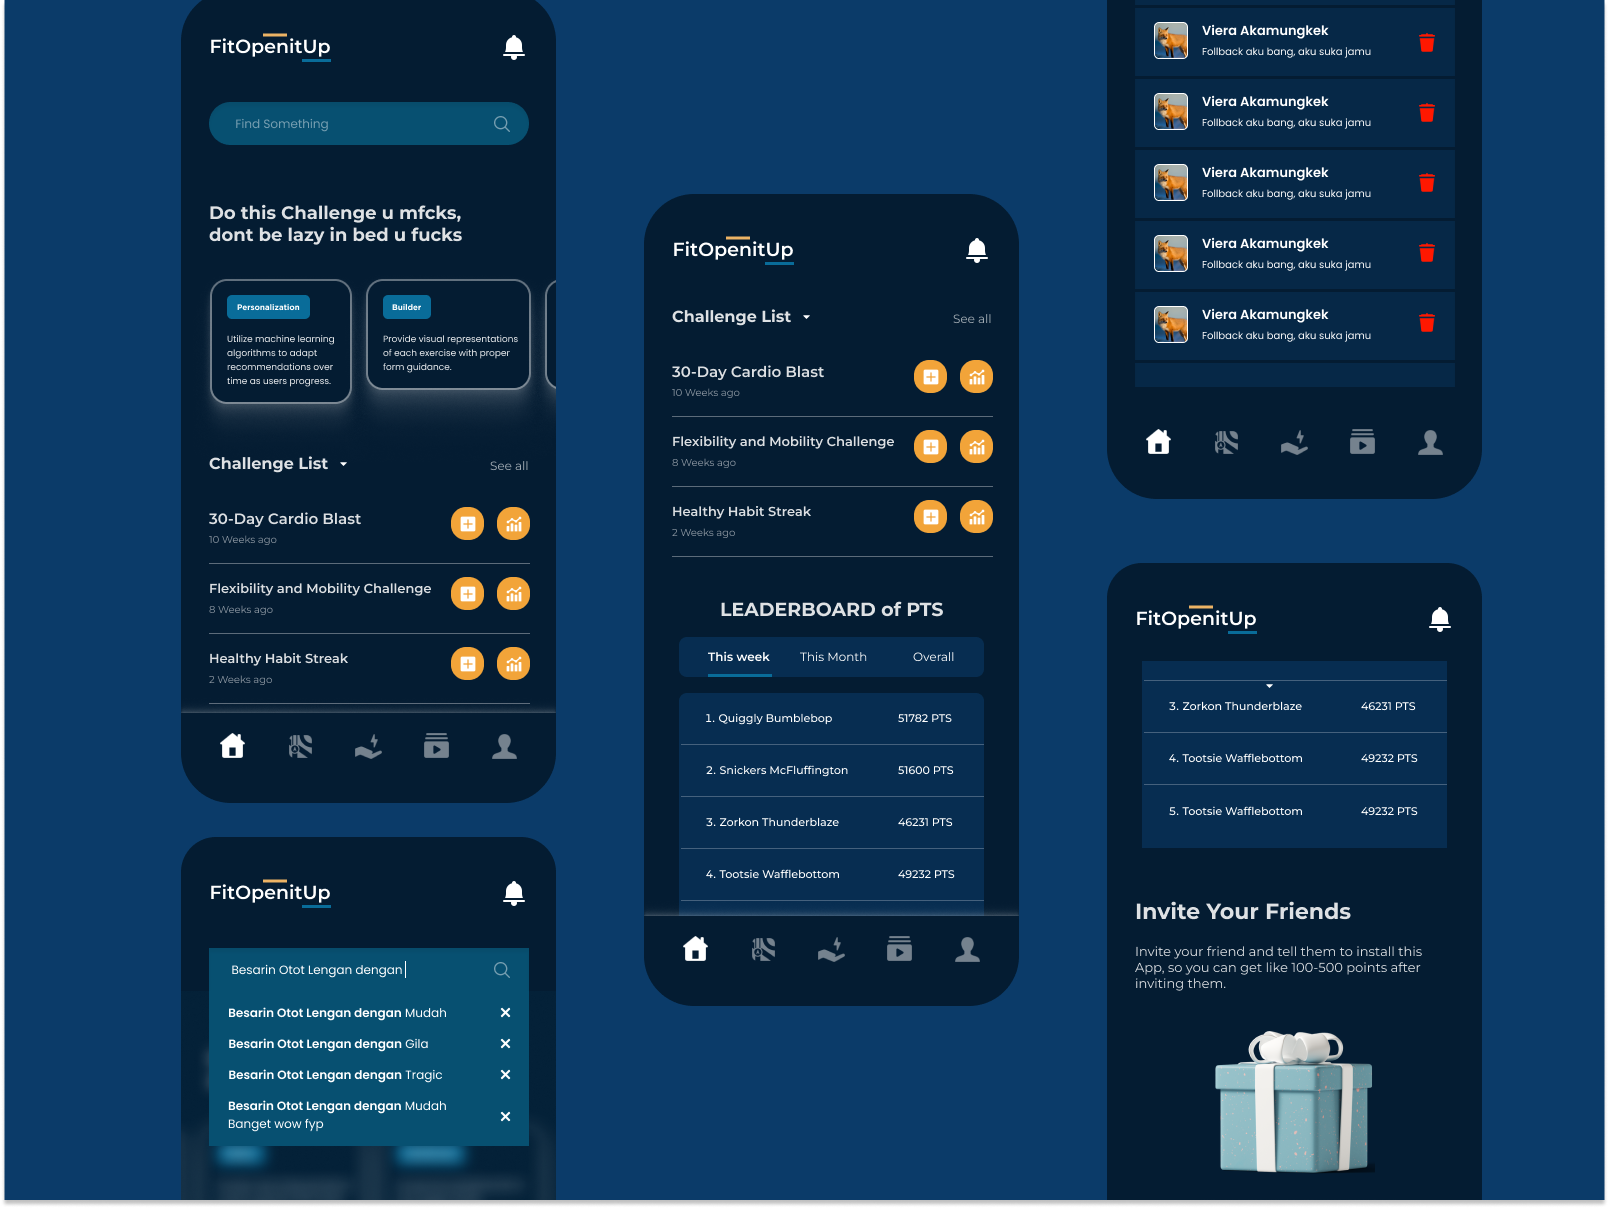 FitOpenitUp
Find Something
Do this Challenge u mfcks,
dont be lazy in bed u fucks
Personalization
Utilize machine learning
algorithms to adapt
recommendations over
time as users progress.
Builder
Provide visual representations
of each exercise with proper
form guidance.
Challenge List
See all
30-Day Cardio Blast
10 Weeks ago
Flexibility and Mobility Challenge
8 Weeks ago
Healthy Habit Streak
2 Weeks ago
FitOpenitUp
Besarin Otot Lengan dengan
Besarin Otot Lengan dengan Mudah
Besarin Otot Lengan dengan Gila
Besarin Otot Lengan dengan Tragic
Besarin Otot Lengan dengan Mudah
Banget wow fyp
FitOpenitUp
Challenge List
See all
30-Day Cardio Blast
10 Weeks ago
Flexibility and Mobility Challenge
8 Weeks ago
Healthy Habit Streak
2 Weeks ago
LEADERBOARD of PTS
This week This Month Overall
1. Quiggly Bumblebop 51782 PTS
2. Snickers McFluffington 51600 PTS
3. Zorkon Thunderblaze 46231 PTS
4. Tootsie Wafflebottom 49232 PTS
Viera Akamungkek
Follback aku bang, aku suka jamu
Viera Akamungkek
Follback aku bang, aku suka jamu
Viera Akamungkek
Follback aku bang, aku suka jamu
Viera Akamungkek
Follback aku bang, aku suka jamu
Viera Akamungkek
Follback aku bang, aku suka jamu
FitOpenitUp
3. Zorkon Thunderblaze 46231 PTS
4. Tootsie Wafflebottom 49232 PTS
5. Tootsie Wafflebottom 49232 PTS
Invite Your Friends
Invite your friend and tell them to install this
App, so you can get like 100-500 points after
inviting them.